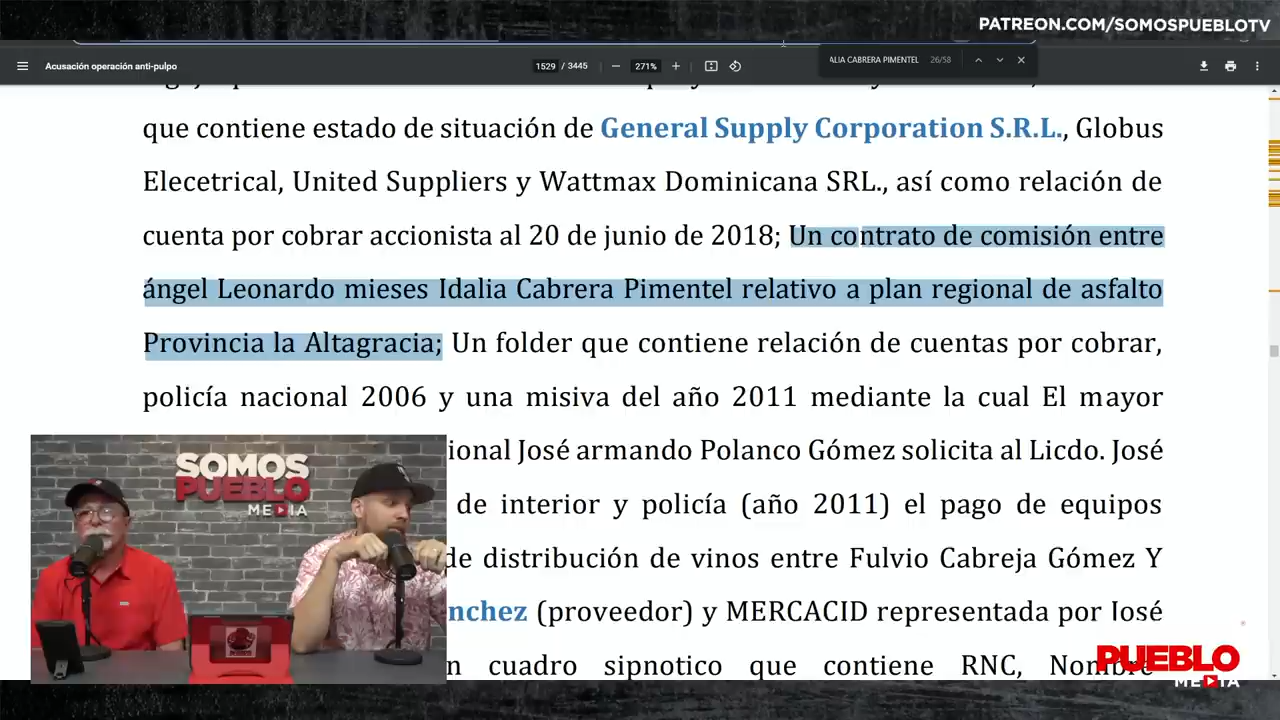 PATREON.COM/SOMOSPUEBLOTV
Acusación operación anti-pulpo
1529 / 3445
271%
ALIA CABRERA PIMENTEL 26/58
que contiene estado de situación de General Supply Corporation S.R.L., Globus
Elecetrical, United Suppliers y Wattmax Dominicana SRL., así como relación de
cuenta por cobrar accionista al 20 de junio de 2018; Un contrato de comisión entre
ángel Leonardo mieses Idalia Cabrera Pimentel relativo a plan regional de asfalto
Provincia la Altagracia; Un folder que contiene relación de cuentas por cobrar,
policía nacional 2006 y una misiva del año 2011 mediante la cual El mayor
ional José armando Polanco Gómez solicita al Licdo. José
de interior y policía (año 2011) el pago de equipos
de distribución de vinos entre Fulvio Cabreja Gómez Y
nchez (proveedor) y MERCACID representada por José
n cuadro sipnotico que contiene RNC, Nombre
SOMOS
PUEBLO
MEDIA
PUEBLO
MEDIA